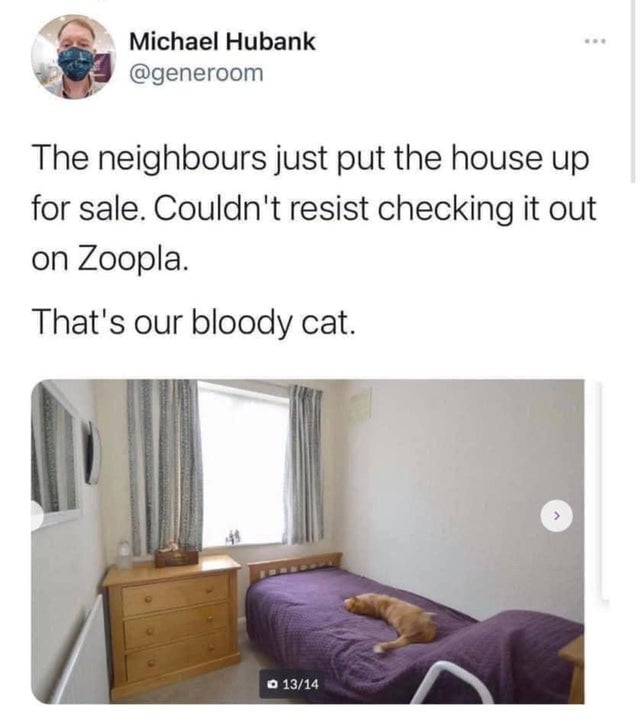 Michael Hubank
@generoom
The neighbours just put the house up
for sale. Couldn't resist checking it out
on Zoopla.
That's our bloody cat.
13/14